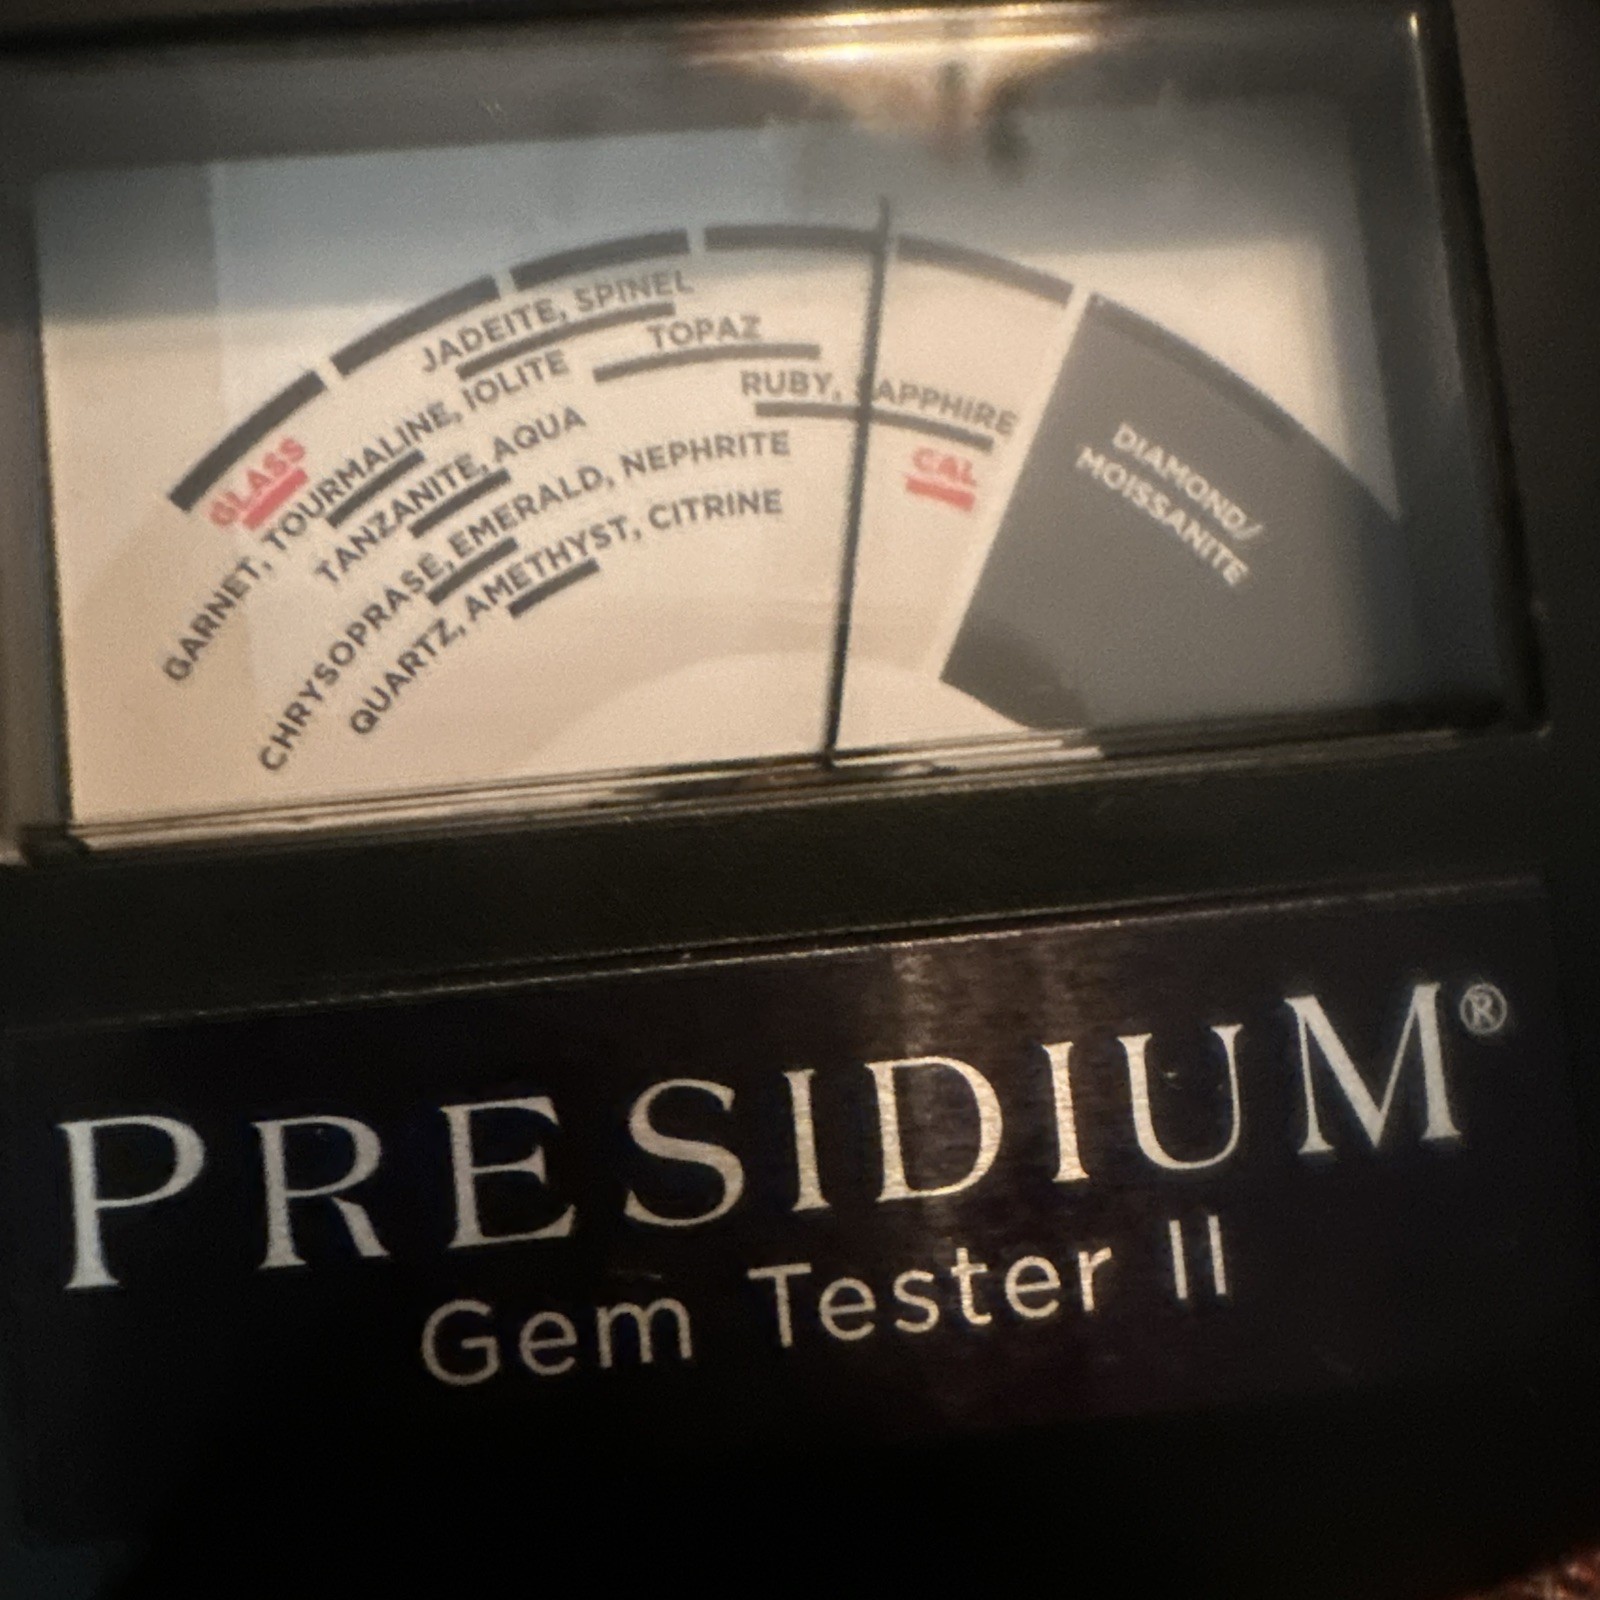 JADEITE, SPINEL
TOPAZ
RUBY, SAPPHIRE
GLASS
GARNET, TOURMALINE, IOLITE
TANZANITE, AQUA
CHRYSOPRASE, EMERALD, NEPHRITE
QUARTZ, AMETHYST, CITRINE
CAL
DIAMOND/
MOISSANITE
PRESIDIUM®
Gem Tester II